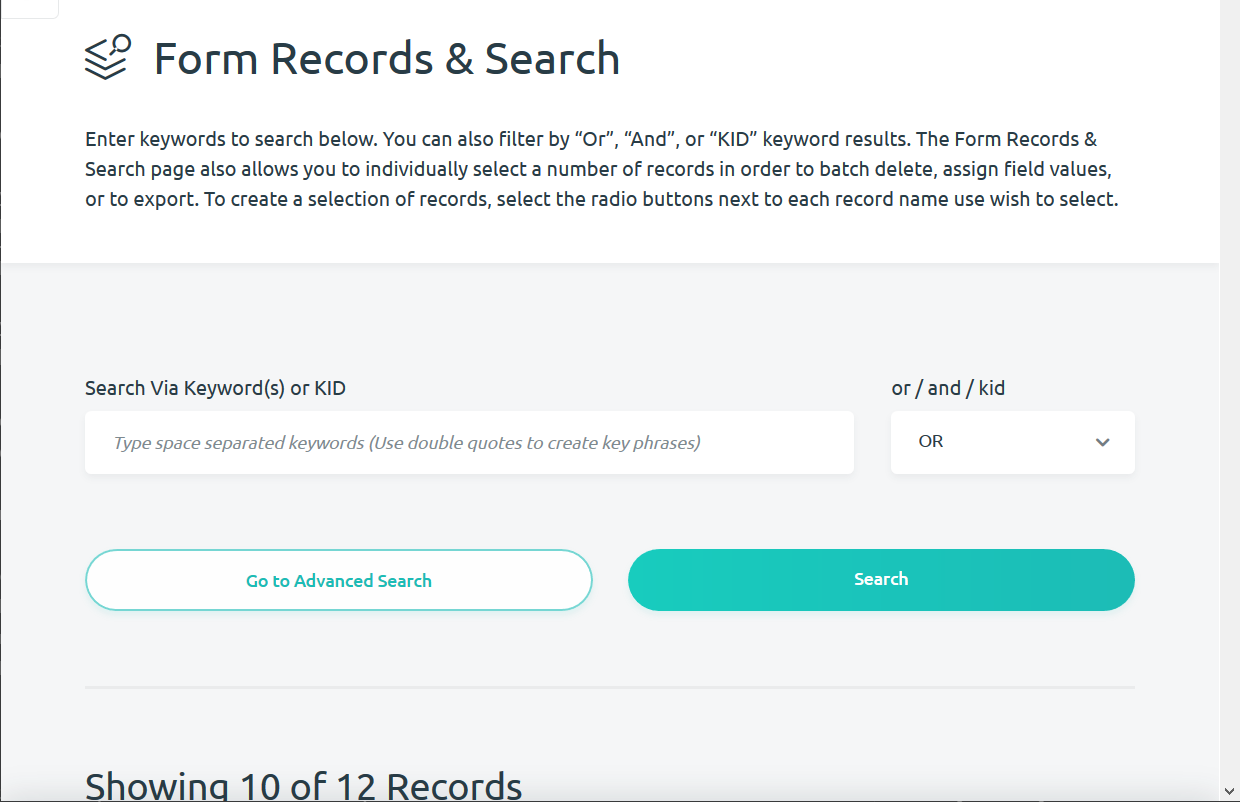 Form Records & Search
Enter keywords to search below. You can also filter by “Or”, “And”, or “KID” keyword results. The Form Records &
Search page also allows you to individually select a number of records in order to batch delete, assign field values,
or to export. To create a selection of records, select the radio buttons next to each record name use wish to select.
Search Via Keyword(s) or KID
Type space separated keywords (Use double quotes to create key phrases)
or / and / kid
OR
Go to Advanced Search
Search
Showing 10 of 12 Records